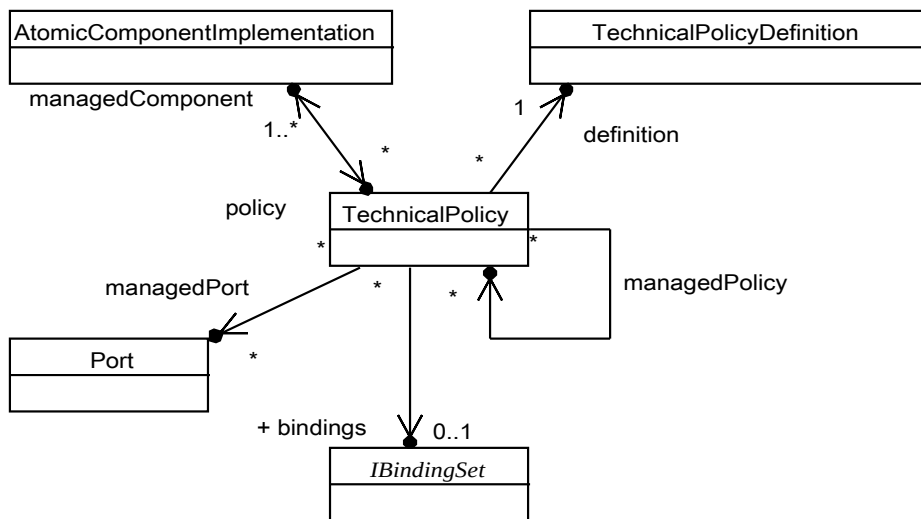 AtomicComponentImplementation
TechnicalPolicyDefinition
managedComponent
1..*
*
1
*
definition
policy
TechnicalPolicy
*
*
managedPort
*
*
managedPolicy
Port
*
+ bindings
0..1
IBindingSet